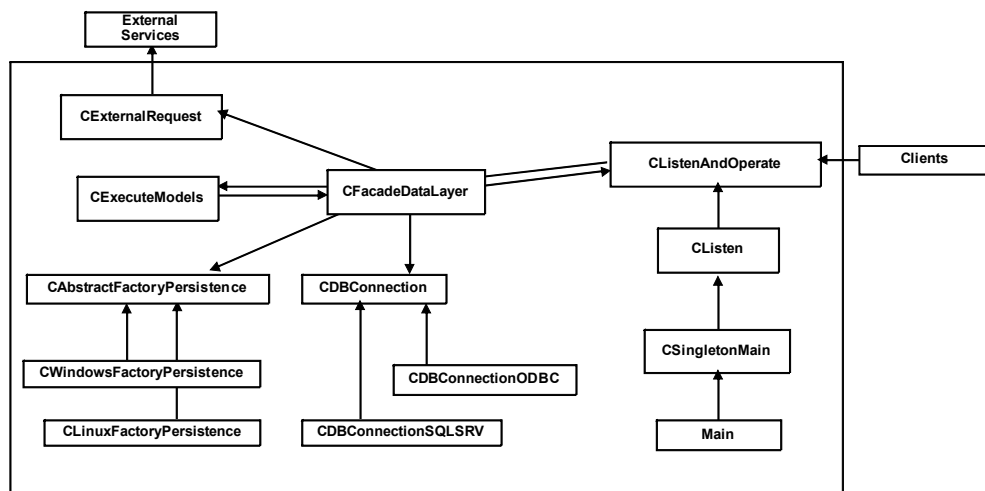 External
Services
CExternalRequest
CListenAndOperate
Clients
CExecuteModels
CFacadeDataLayer
CListen
CAbstractFactoryPersistence
CDBConnection
CSingletonMain
CWindowsFactoryPersistence
CDBConnectionODBC
CLinuxFactoryPersistence
CDBConnectionSQLSRV
Main